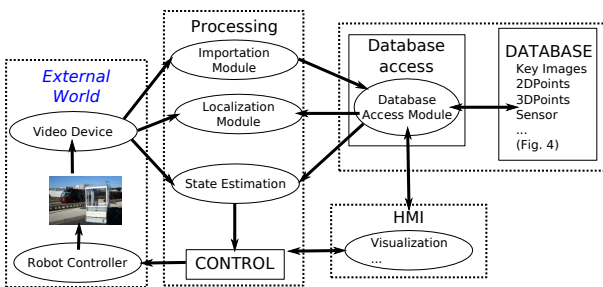 Processing
Importation
Module
Localization
Module
State Estimation
CONTROL
External
World
Video Device
Robot Controller
Database
access
Database
Access Module
DATABASE
Key Images
2DPoints
3DPoints
Sensor
...
(Fig. 4)
HMI
Visualization
...